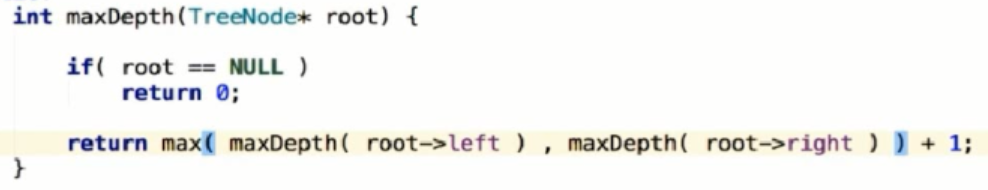 int maxDepth(TreeNode* root) {
if( root == NULL )
return 0;
return max( maxDepth( root->left ) , maxDepth( root->right ) ) + 1;
}